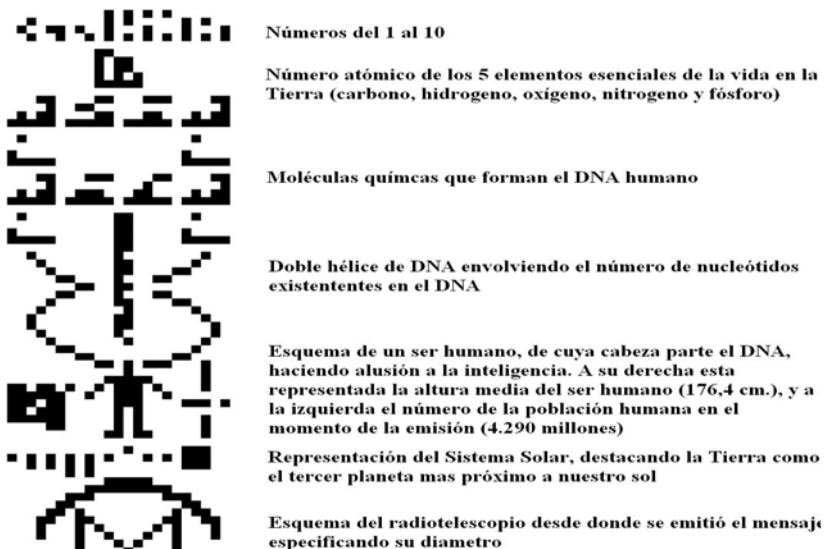 Números del 1 al 10
Número atómico de los 5 elementos esenciales de la vida en la
Tierra (carbono, hidrogeno, oxígeno, nitrogeno y fósforo)
Moléculas químcas que forman el DNA humano
Doble hélice de DNA envolviendo el número de nucleótidos
existententes en el DNA
Esquema de un ser humano, de cuya cabeza parte el DNA,
haciendo alusión a la inteligencia. A su derecha esta
representada la altura media del ser humano (176,4 cm.), y a
la izquierda el número de la población humana en el
momento de la emisión (4.290 millones)
Representación del Sistema Solar, destacando la Tierra como
el tercer planeta mas próximo a nuestro sol
Esquema del radiotelescopio desde donde se emitió el mensaje
especificando su diametro